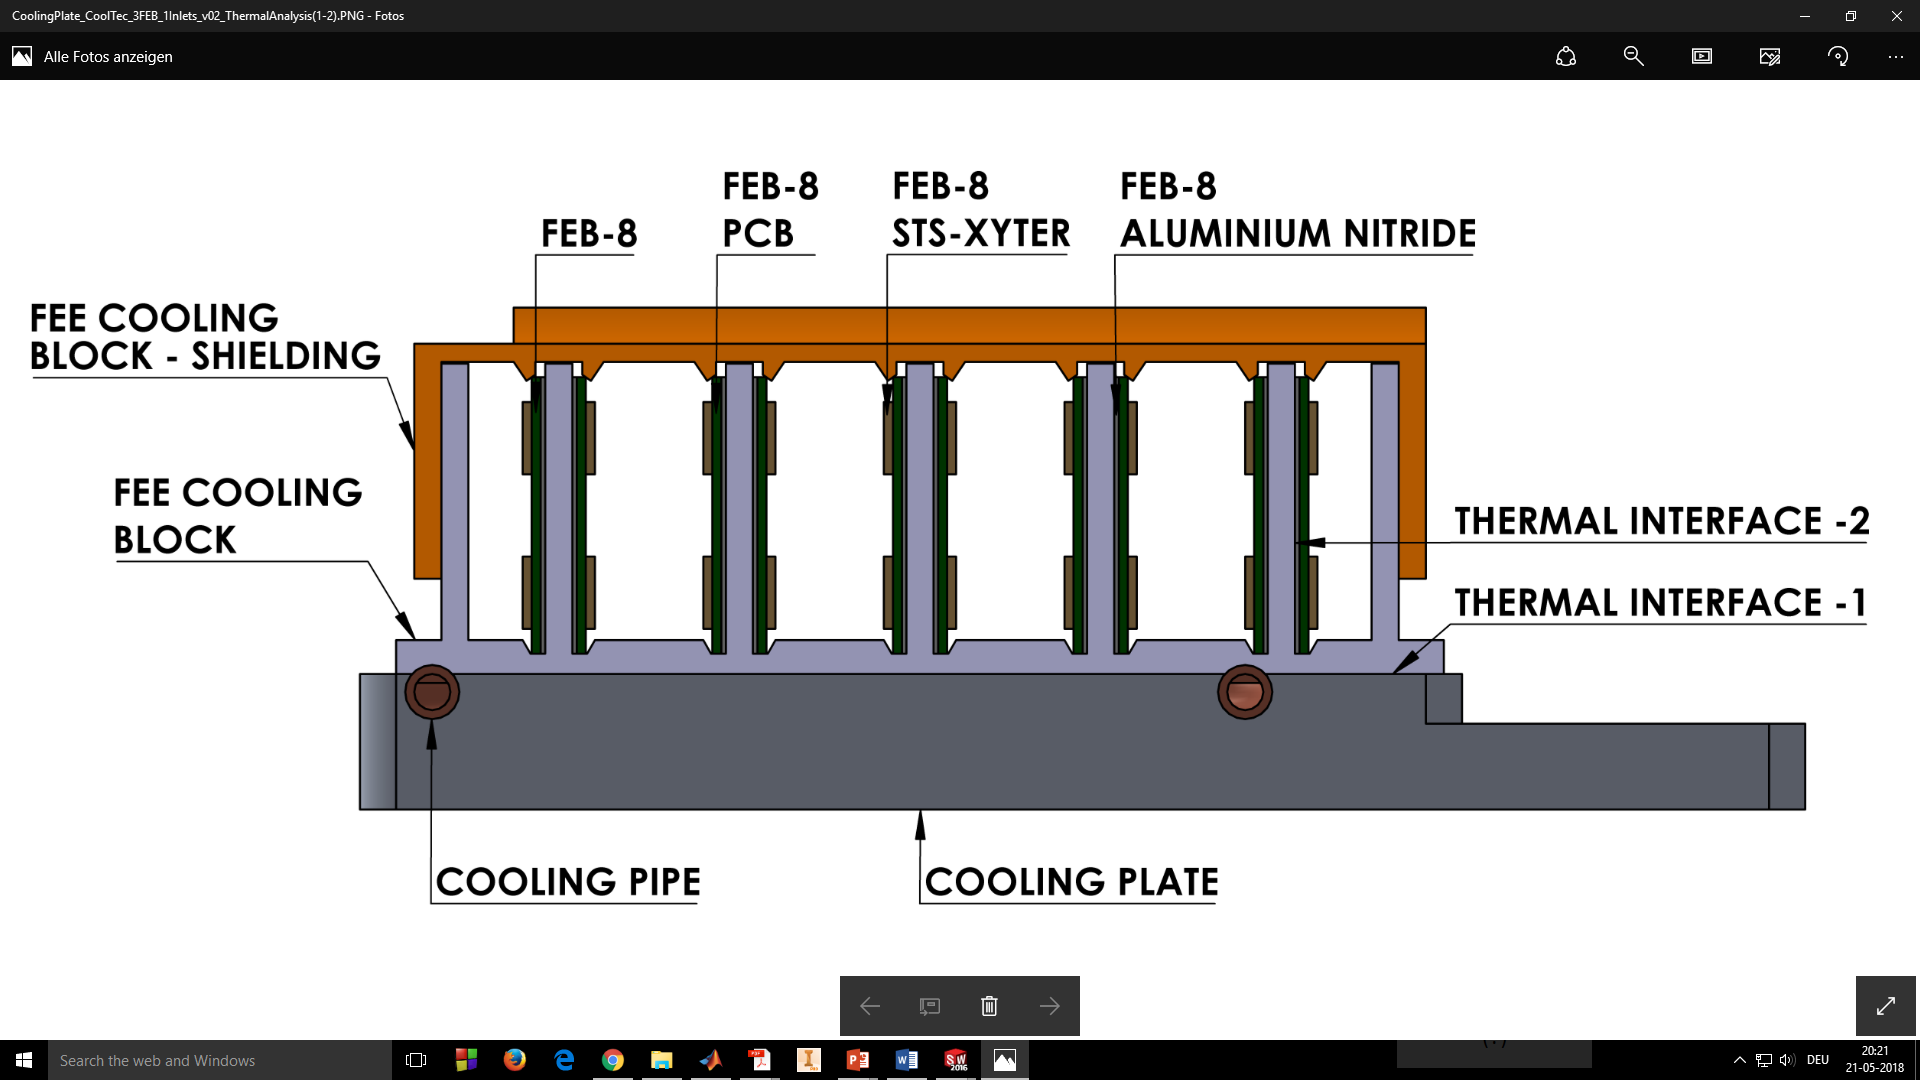 CoolingPlate_CoolTec_3FEB_1Inlets_v02_ThermalAnalysis(1-2).PNG - Fotos
Alle Fotos anzeigen
FEB-8
FEB-8
PCB
FEB-8
STS-XYTER
FEB-8
ALUMINIUM NITRIDE
FEE COOLING
BLOCK - SHIELDING
FEE COOLING
BLOCK
THERMAL INTERFACE -2
THERMAL INTERFACE -1
COOLING PIPE
COOLING PLATE
Search the web and Windows
DEU
20:21
21-05-2018